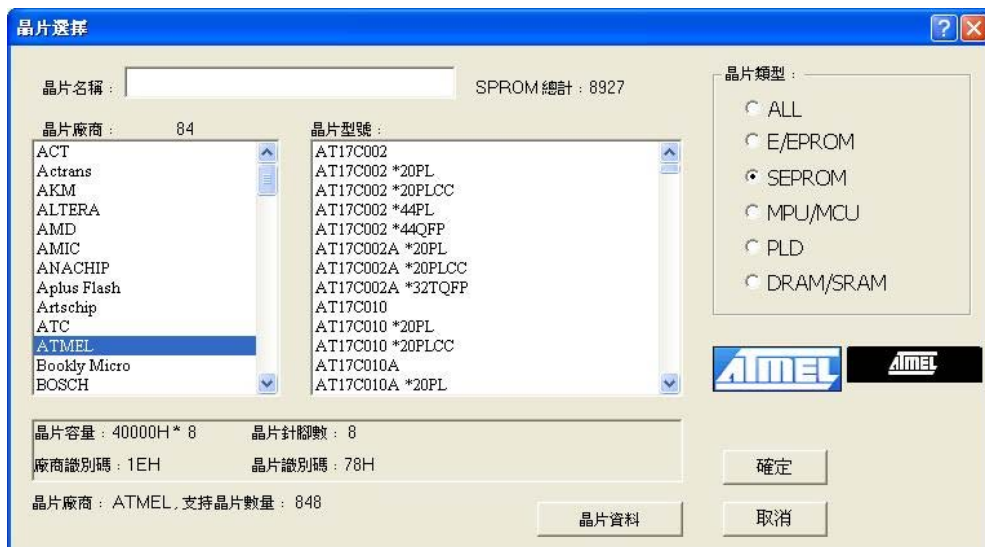 晶片選擇
晶片名稱：
SPROM 總計：8927
晶片廠商： 84
晶片型號：
ACT
Actrans
AKM
ALTERA
AMD
AMIC
ANACHIP
Aplus Flash
Artschip
ATC
ATMEL
Bookly Micro
BOSCH
AT17C002
AT17C002 *20PL
AT17C002 *20PLCC
AT17C002 *44PL
AT17C002 *44QFP
AT17C002A *20PL
AT17C002A *20PLCC
AT17C002A *32TQFP
AT17C010
AT17C010 *20PL
AT17C010 *20PLCC
AT17C010A
AT17C010A *20PL
晶片類型：
ALL
E/EPROM
SEPROM
MPU/MCU
PLD
DRAM/SRAM
ATMEL
ATMEL
晶片容量：40000H * 8 晶片針腳數：8
廠商識別碼：1EH 晶片識別碼：78H
晶片廠商：ATMEL,支持晶片數量：848
晶片資料
確定
取消